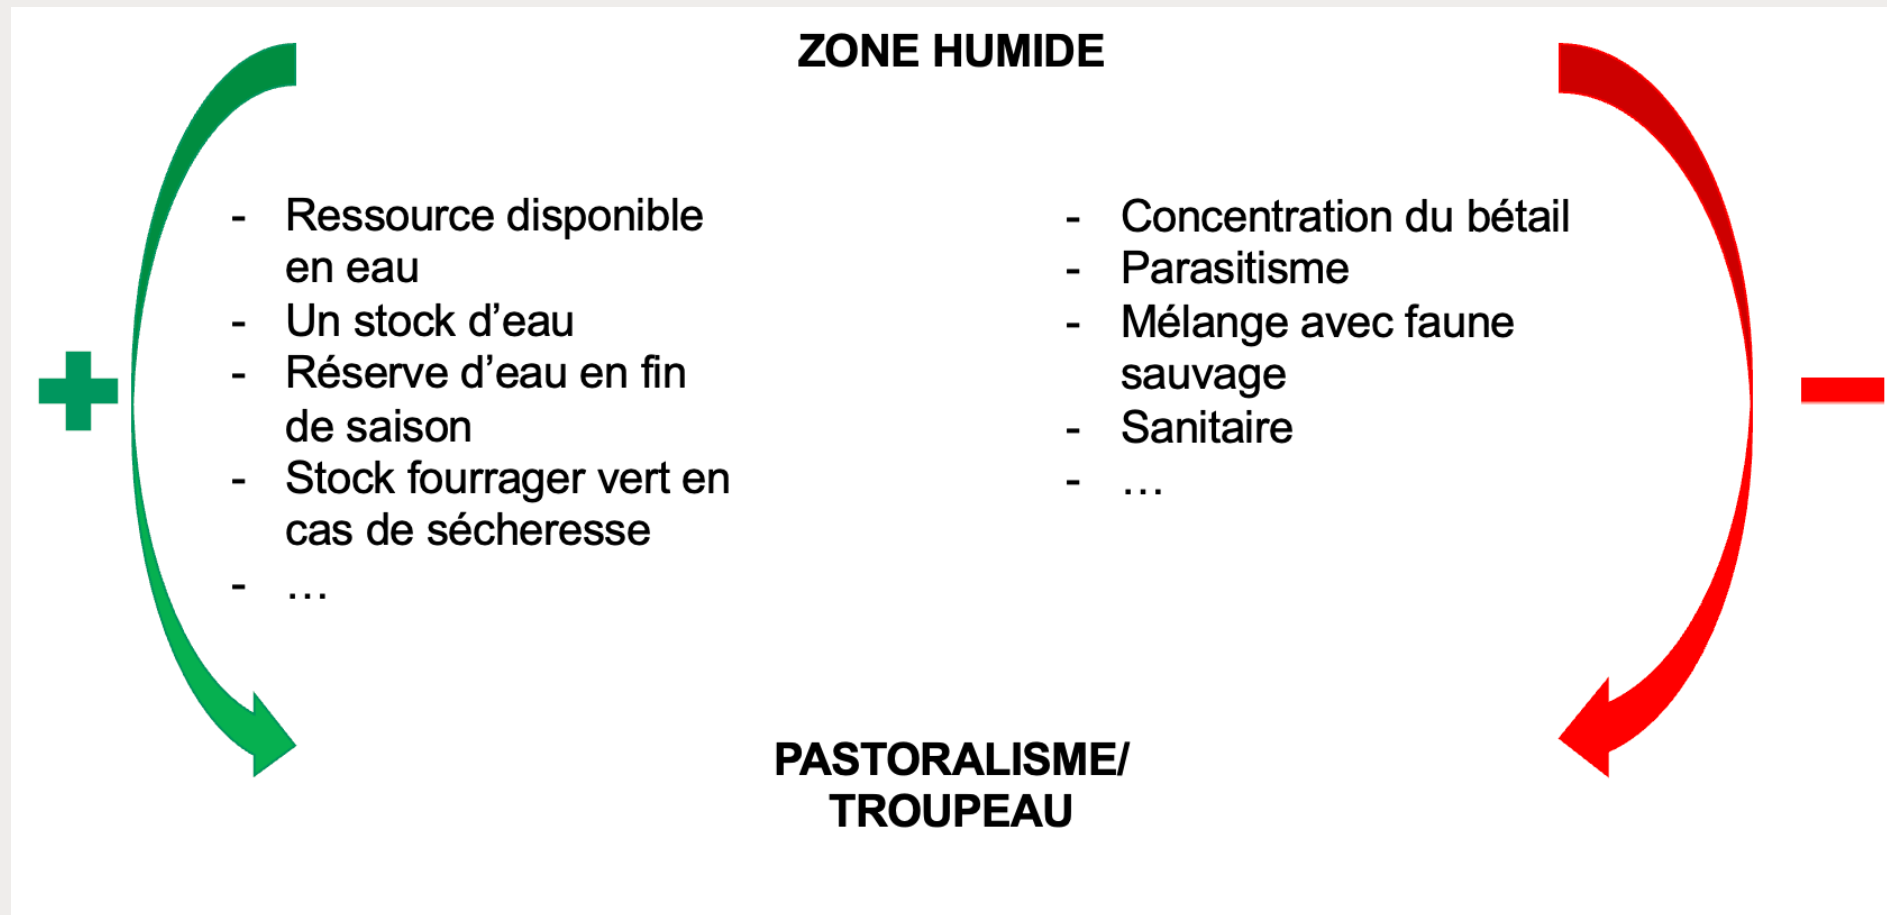 ZONE HUMIDE
- Ressource disponible
en eau
- Un stock d’eau
- Réserve d’eau en fin
de saison
- Stock fourrager vert en
cas de sécheresse
- …
- Concentration du bétail
- Parasitisme
- Mélange avec faune
sauvage
- Sanitaire
- …
PASTORALISME/
TROUPEAU